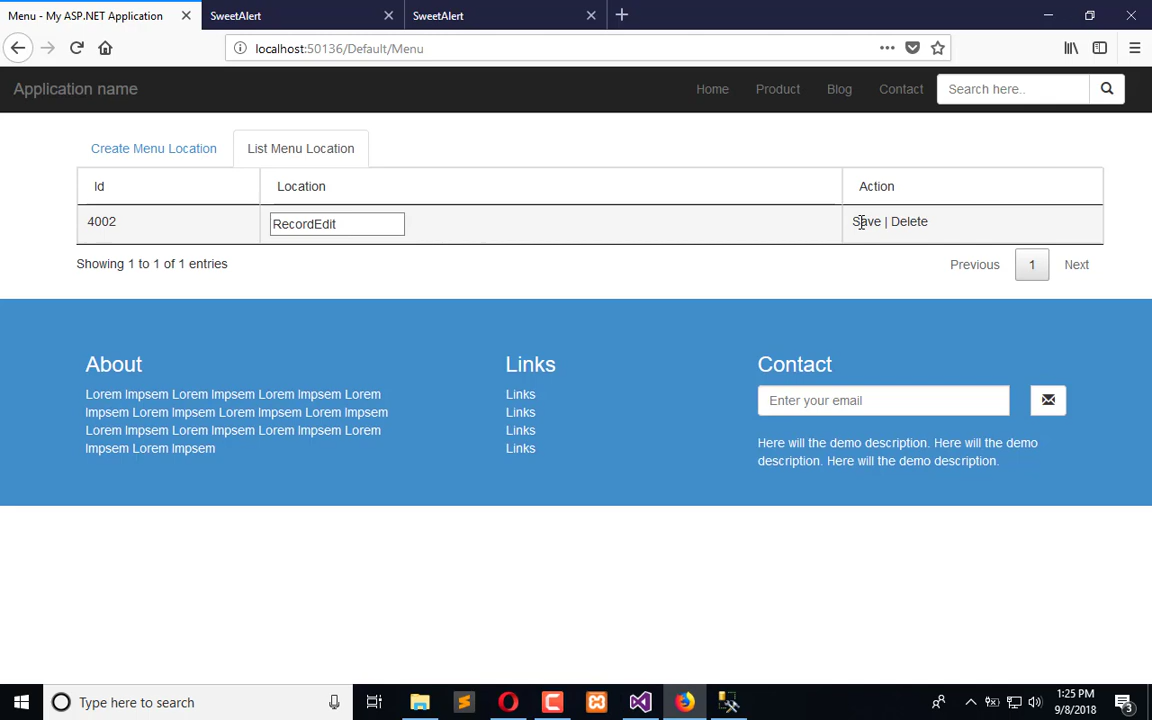 Menu - My ASP.NET Application
SweetAlert
SweetAlert
localhost:50136/Default/Menu
Application name
Home
Product
Blog
Contact
Search here..
Create Menu Location
List Menu Location
Id
Location
Action
4002
RecordEdit
Save | Delete
Showing 1 to 1 of 1 entries
Previous
1
Next
About
Lorem Impsem Lorem Impsem Lorem Impsem Lorem
Impsem Lorem Impsem Lorem Impsem Lorem Impsem
Lorem Impsem Lorem Impsem Lorem Impsem Lorem
Impsem Lorem Impsem
Links
Links
Links
Links
Links
Contact
Enter your email
Here will the demo description. Here will the demo
description. Here will the demo description.
Type here to search
1:25 PM
9/8/2018
3